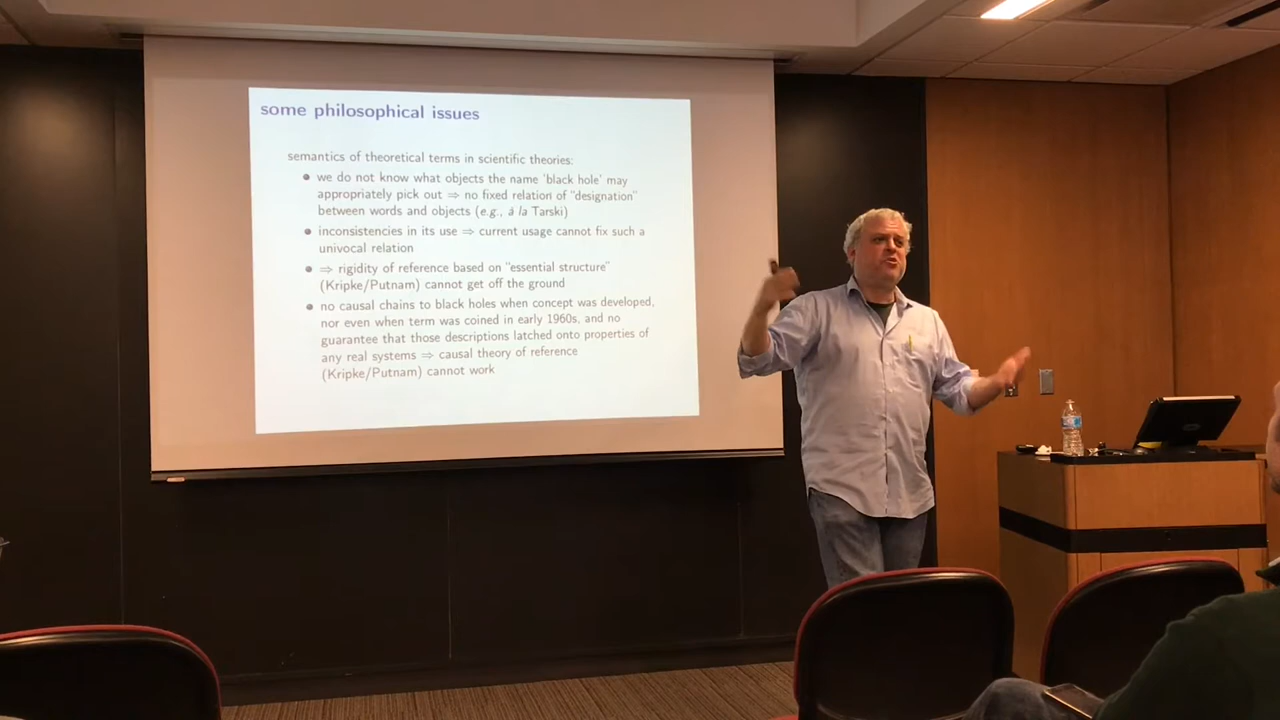 some philosophical issues
semantics of theoretical terms in scientific theories:
● we do not know what objects the name 'black hole' may
appropriately pick out ⇒ no fixed relation of "designation"
between words and objects (e.g., à la Tarski)
● inconsistencies in its use ⇒ current usage cannot fix such a
univocal relation
● ⇒ rigidity of reference based on "essential structure"
(Kripke/Putnam) cannot get off the ground
● no causal chains to black holes when concept was developed,
nor even when term was coined in early 1960s, and no
guarantee that those descriptions latched onto properties of
any real systems ⇒ causal theory of reference
(Kripke/Putnam) cannot work